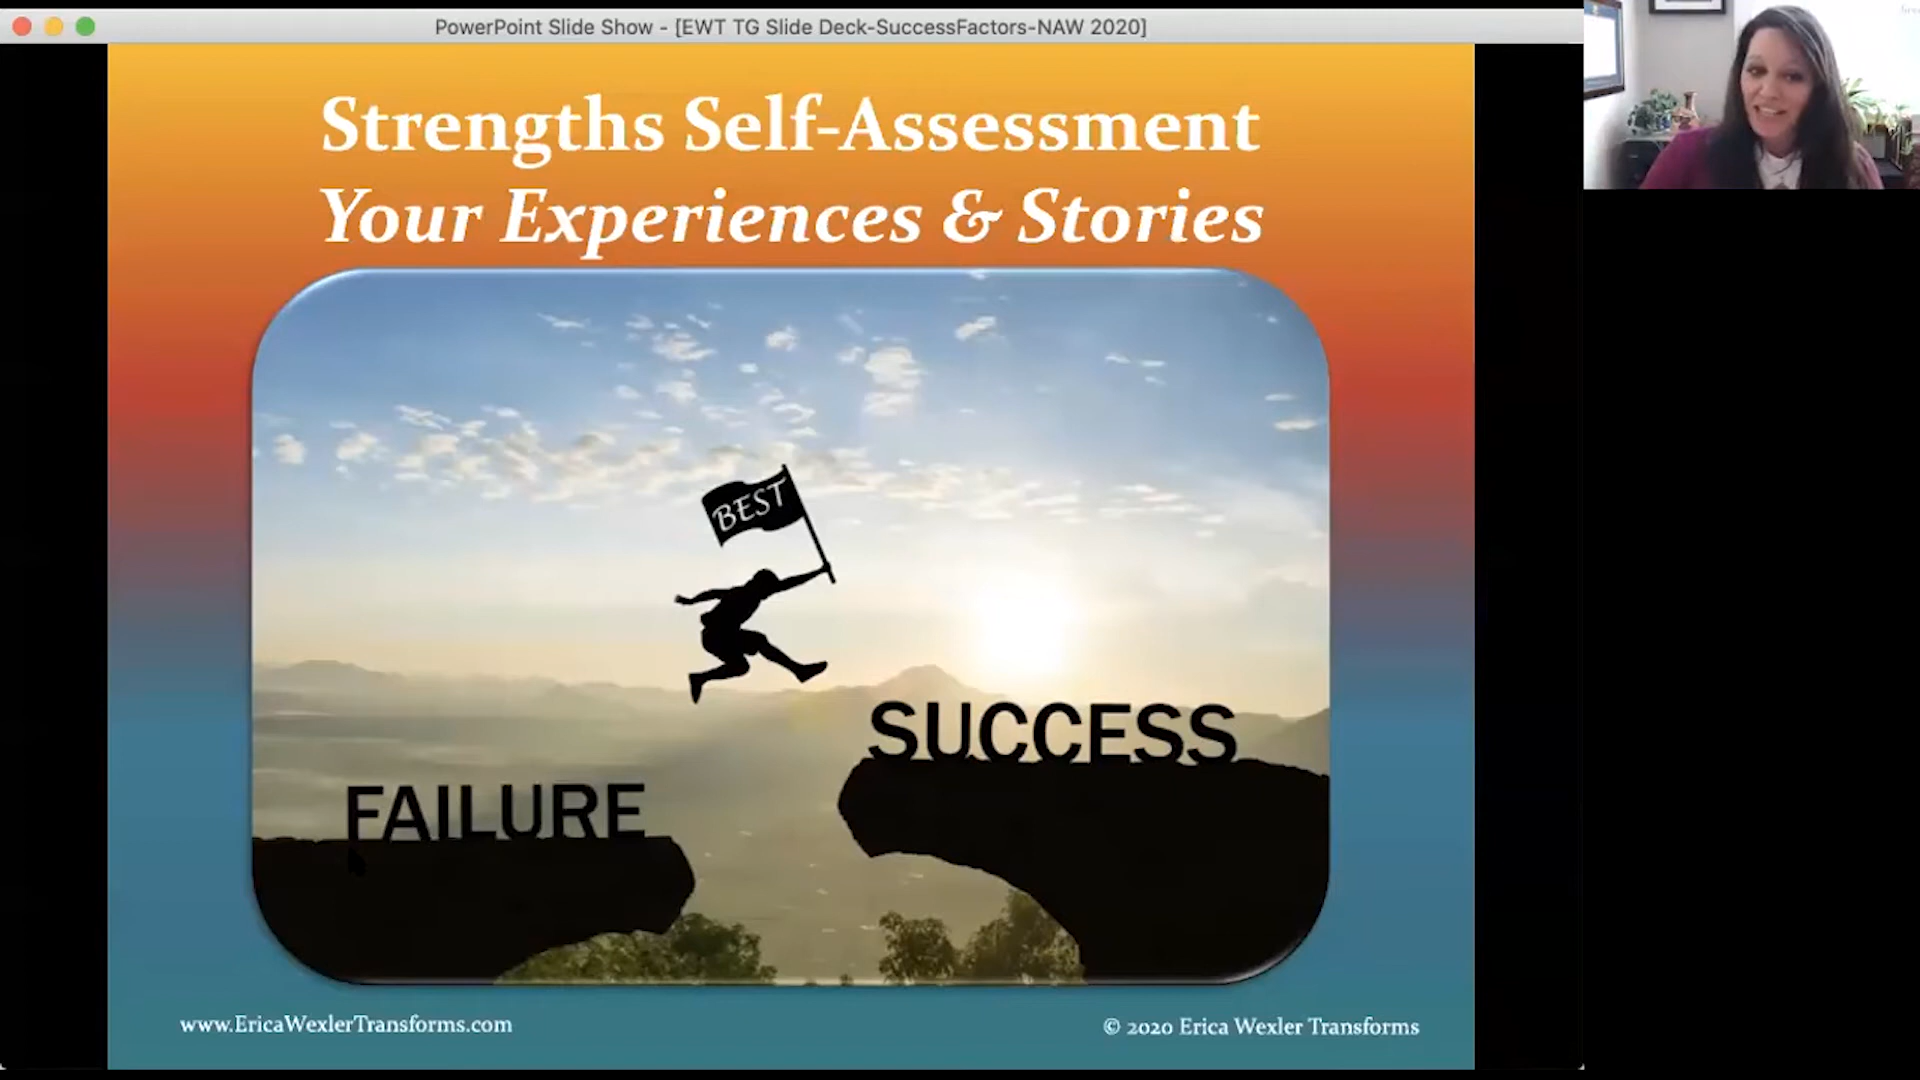 PowerPoint Slide Show - [EWT TG Slide Deck-SuccessFactors-NAW 2020]
Strengths Self-Assessment
Your Experiences & Stories
BEST
SUCCESS
FAILURE
www.EricaWexlerTransforms.com
© 2020 Erica Wexler Transforms